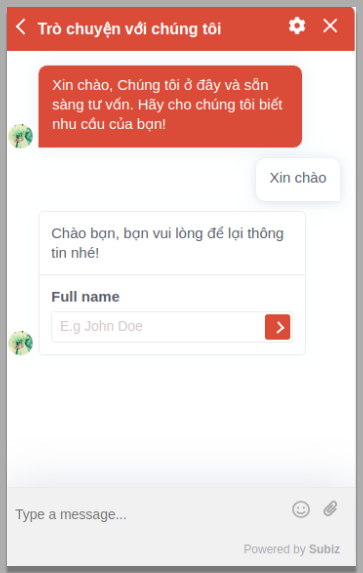 Trò chuyện với chúng tôi
Xin chào, Chúng tôi ở đây và sẵn
sàng tư vấn. Hãy cho chúng tôi biết
nhu cầu của bạn!
Xin chào
Chào bạn, bạn vui lòng để lại thông
tin nhé!
Full name
E.g John Doe
Type a message...
Powered by Subiz